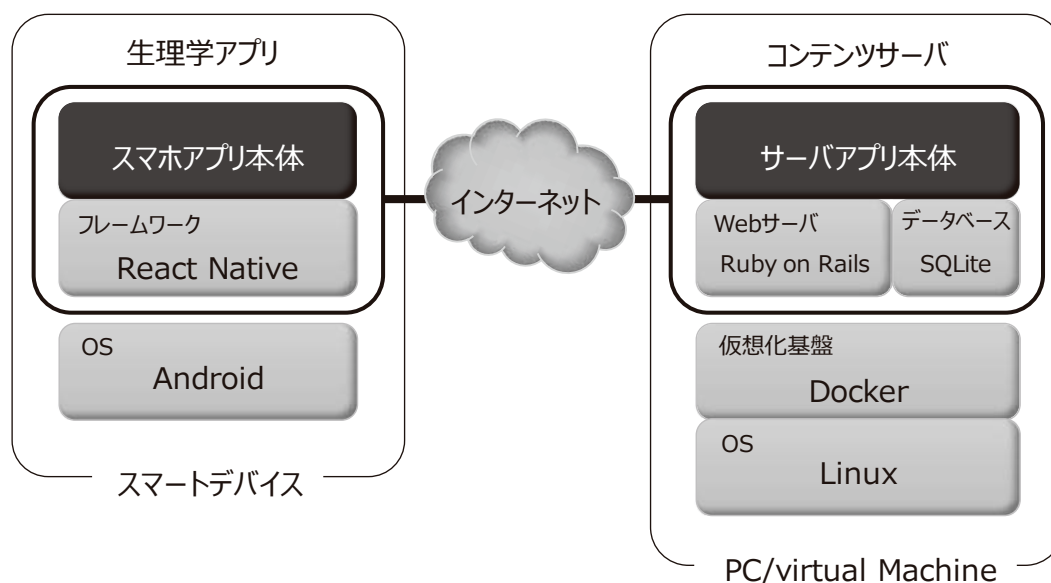 生理学アプリ
スマホアプリ本体
フレームワーク
React Native
OS
Android
スマートデバイス
インターネット
コンテンツサーバ
サーバアプリ本体
Webサーバ
Ruby on Rails
データベース
SQLite
仮想化基盤
Docker
OS
Linux
PC/virtual Machine